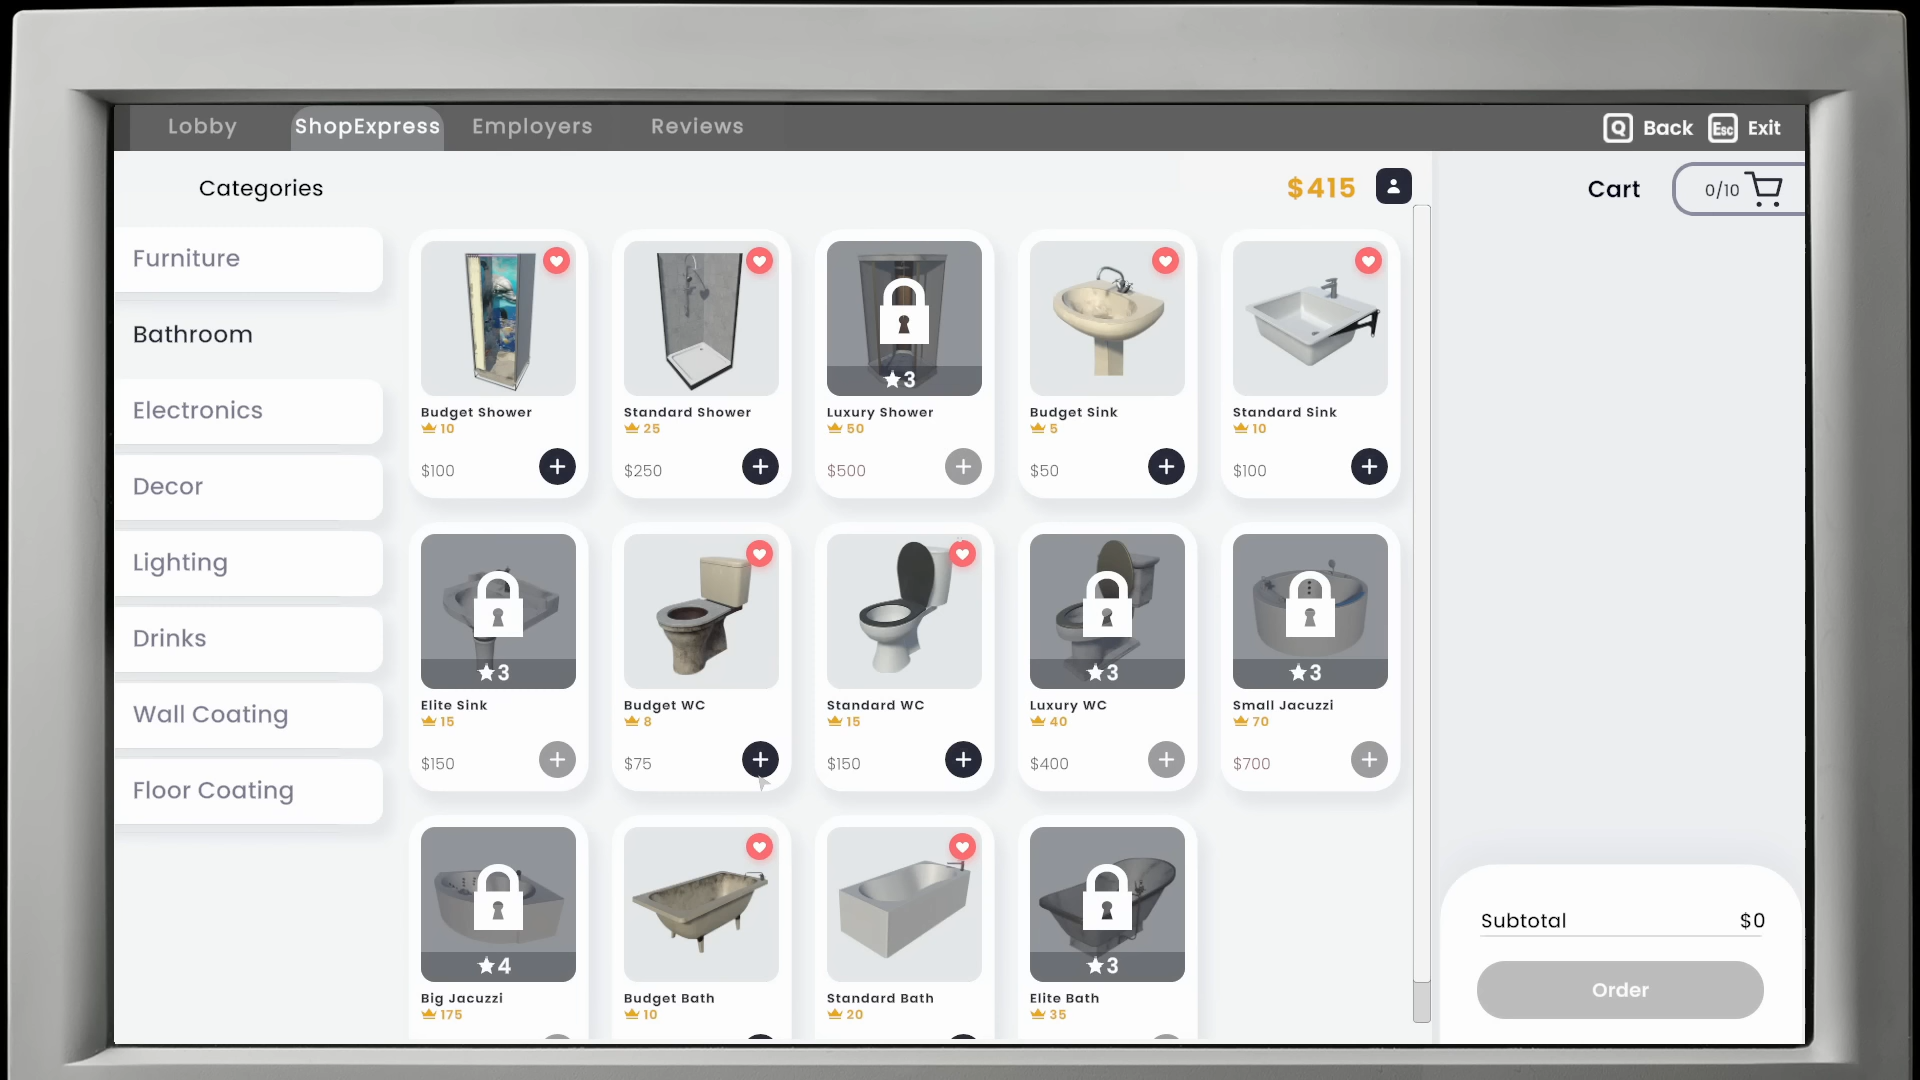 Lobby
ShopExpress
Employers
Reviews
Q Back
Esc Exit
Categories
$415
Cart
0/10
Furniture
Bathroom
Electronics
Decor
Lighting
Drinks
Wall Coating
Floor Coating
Budget Shower
10
$100
Standard Shower
25
$250
3
Luxury Shower
50
$500
Budget Sink
5
$50
Standard Sink
10
$100
3
Elite Sink
15
$150
Budget WC
8
$75
Standard WC
15
$150
3
Luxury WC
40
$400
3
Small Jacuzzi
70
$700
4
Big Jacuzzi
175
Budget Bath
10
Standard Bath
20
3
Elite Bath
35
Subtotal $0
Order